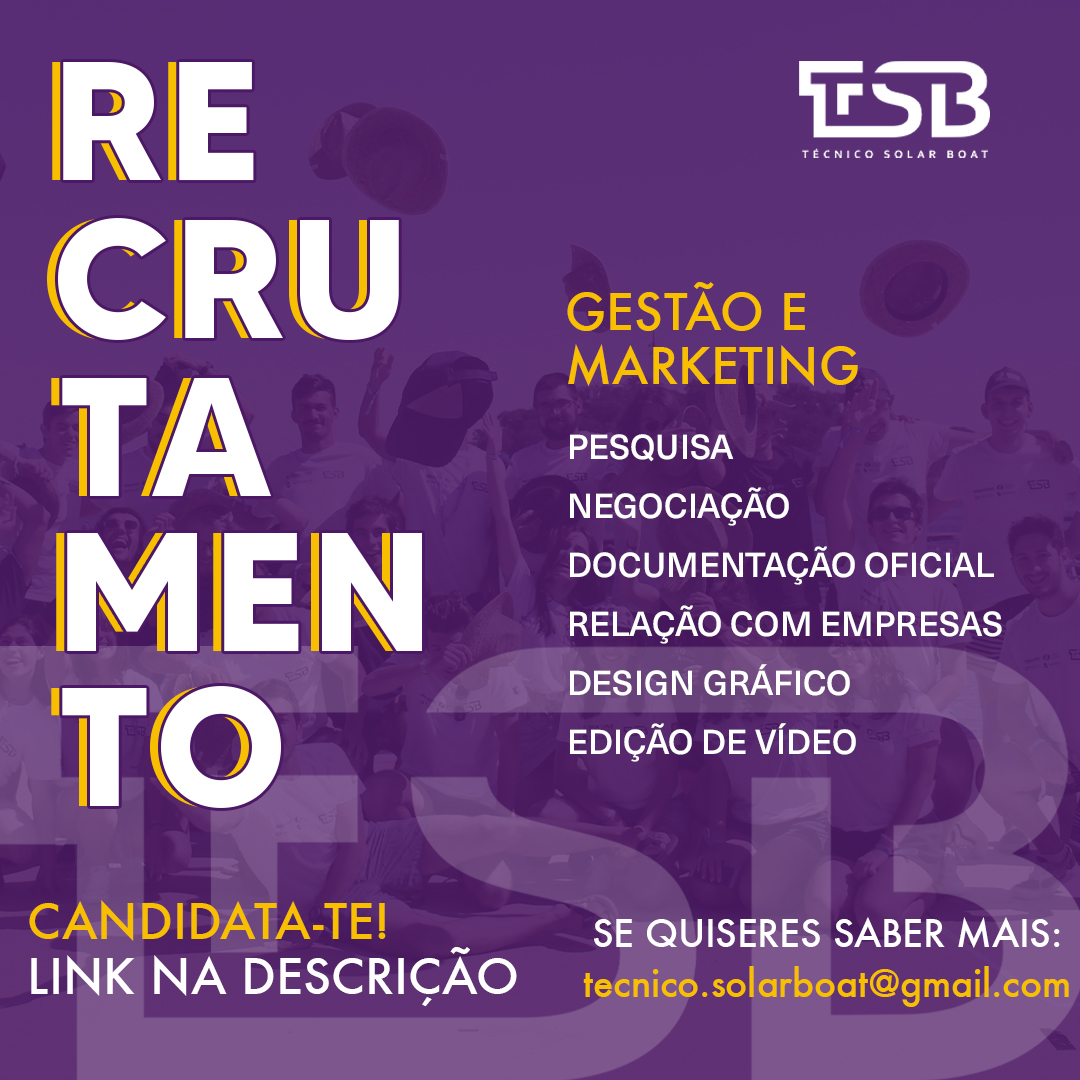 RE
CRU
TA
MEN
TO
TSB
TÉCNICO SOLAR BOAT
GESTÃO E
MARKETING
PESQUISA
NEGOCIAÇÃO
DOCUMENTAÇÃO OFICIAL
RELAÇÃO COM EMPRESAS
DESIGN GRÁFICO
EDIÇÃO DE VÍDEO
CANDIDATA-TE!
LINK NA DESCRIÇÃO
SE QUISERES SABER MAIS:
tecnico.solarboat@gmail.com
TSB